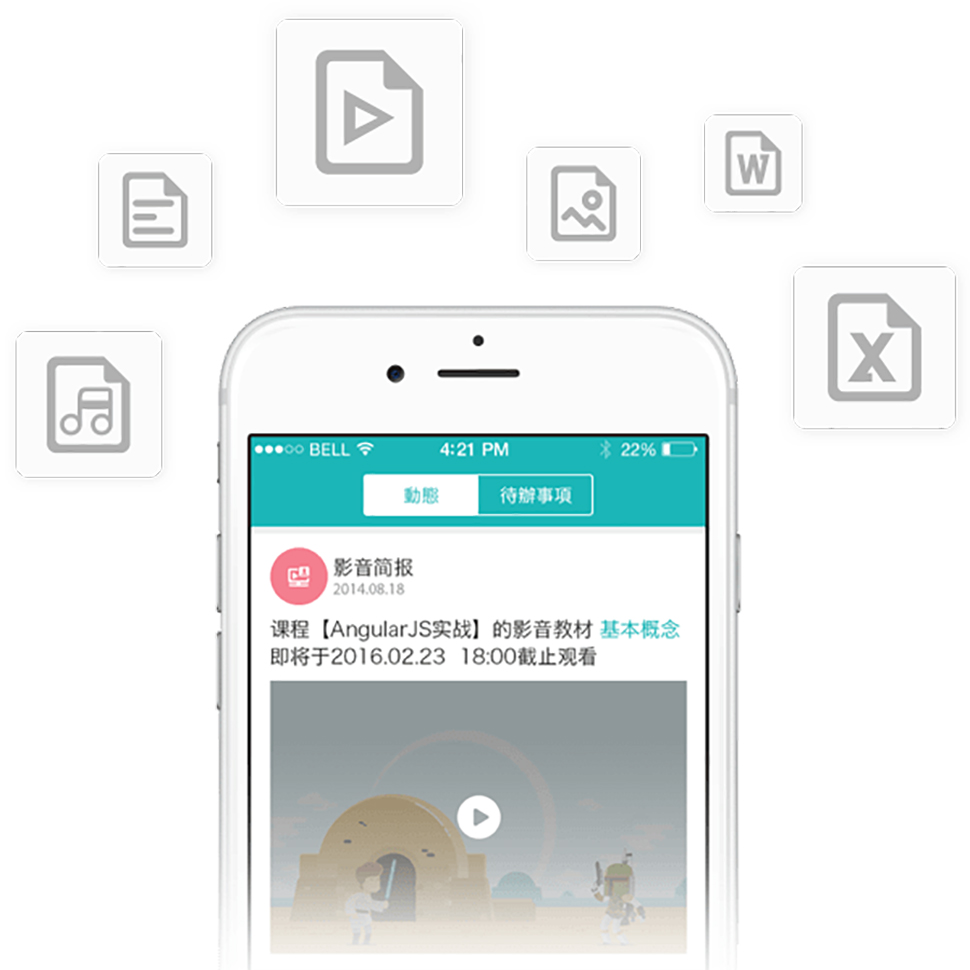 W
X
BELL 4:21 PM 22%
動態 待辦事項
影音简报
2014.08.18
课程【AngularJS实战】的影音教材 基本概念
即将于2016.02.23 18:00截止观看